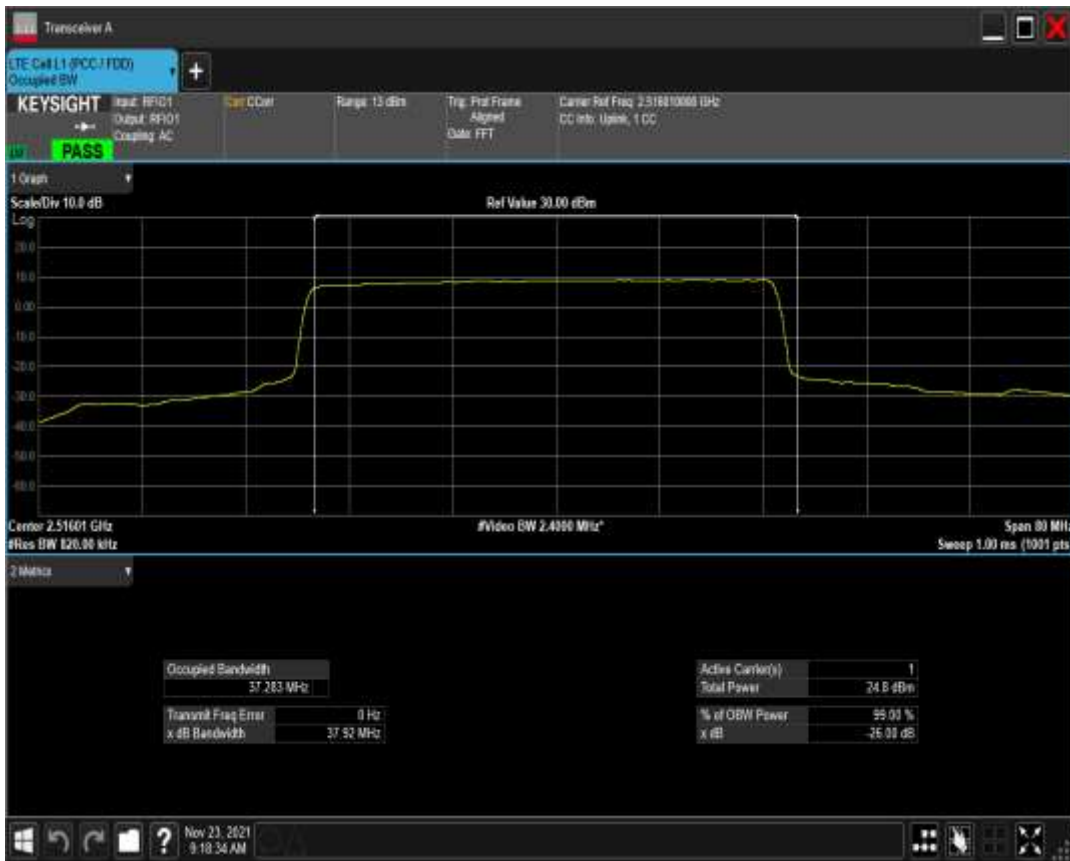 Transceiver A
LTE Cell L1 (PCC / FDD)
Occupied BW
+
KEYSIGHT
Input: RFIO1
Output: RFIO1
Coupling: AC
Corr CCorr
Range: 13 dBm
Trig: Prd Frame
Aligned
Gate: FFT
Carrier Ref Freq: 2.516010000 GHz
CC Info: Uplink, 1 CC
PASS
1 Graph
Scale/Div 10.0 dB
Ref Value 30.00 dBm
Log
20.0
10.0
0.00
-10.0
-20.0
-30.0
-40.0
-50.0
-60.0
Center 2.51601 GHz
#Video BW 2.4000 MHz*
Span 80 MHz
#Res BW 820.00 kHz
Sweep 1.00 ms (1001 pts
2 Metrics
Occupied Bandwidth
37.283 MHz
Transmit Freq Error 0 Hz
x dB Bandwidth 37.92 MHz
Active Carrier(s) 1
Total Power 24.8 dBm
% of OBW Power 99.00 %
x dB -26.00 dB
?
Nov 23, 2021
9:18:34 AM